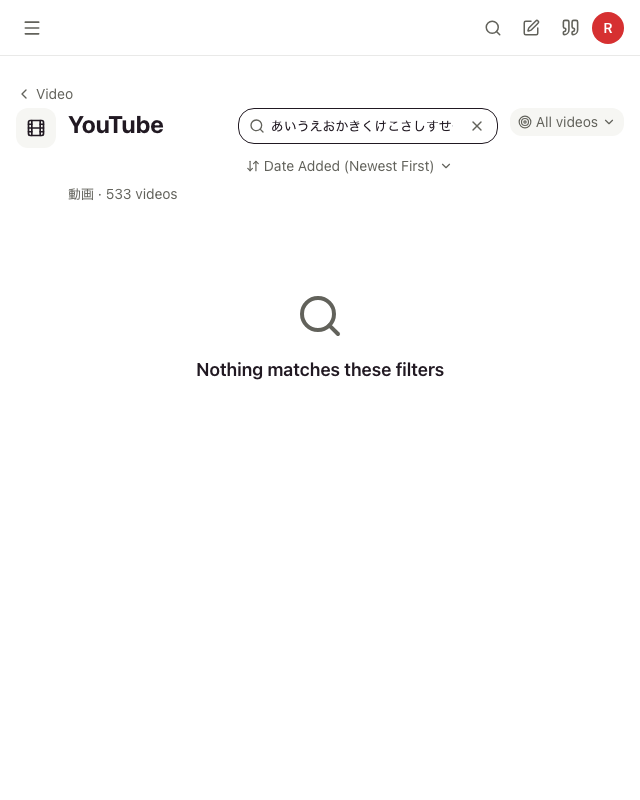 R
Video
YouTube
あいうえおかきくけこさしすせ
All videos
Date Added (Newest First)
動画 · 533 videos
Nothing matches these filters